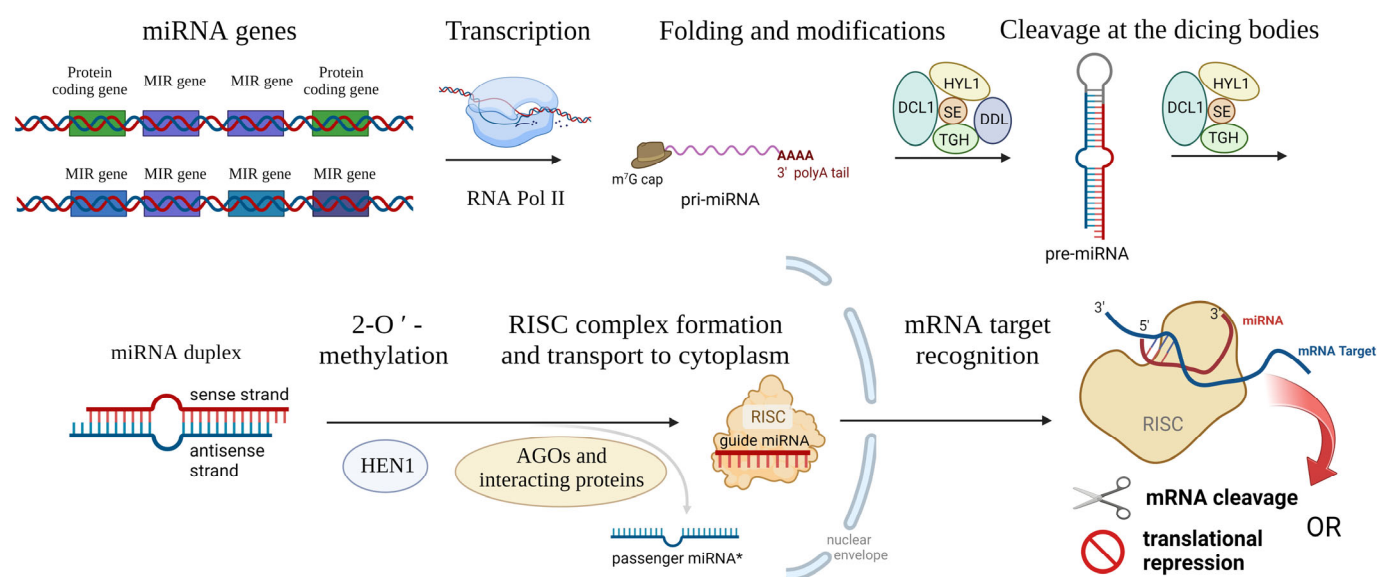 miRNA genes
Transcription
Folding and modifications
Cleavage at the dicing bodies
Protein
coding gene
MIR gene
MIR gene
Protein
coding gene
MIR gene
MIR gene
MIR gene
MIR gene
RNA Pol II
m⁷G cap
AAAA
3' polyA tail
pri-miRNA
DCL1
HYL1
SE
TGH
DDL
pre-miRNA
DCL1
HYL1
SE
TGH
miRNA duplex
sense strand
antisense
strand
2-O ′ -
methylation
HEN1
RISC complex formation
and transport to cytoplasm
AGOs and
interacting proteins
RISC
guide miRNA
passenger miRNA*
nuclear
envelope
mRNA target
recognition
3'
5'
3'
miRNA
mRNA Target
RISC
mRNA cleavage
OR
translational
repression